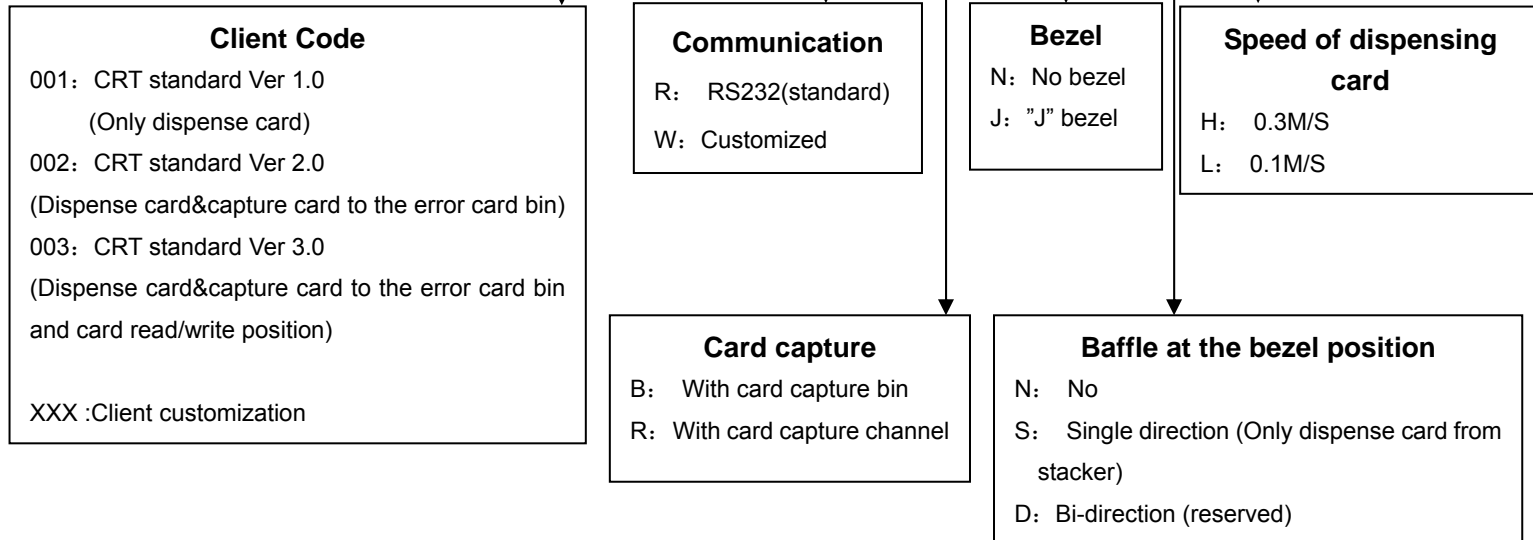 Client Code
001：CRT standard Ver 1.0
(Only dispense card)
002：CRT standard Ver 2.0
(Dispense card&capture card to the error card bin)
003：CRT standard Ver 3.0
(Dispense card&capture card to the error card bin
and card read/write position)
XXX :Client customization
Communication
R： RS232(standard)
W：Customized
Bezel
N：No bezel
J：”J” bezel
Speed of dispensing
card
H： 0.3M/S
L： 0.1M/S
Card capture
B： With card capture bin
R：With card capture channel
Baffle at the bezel position
N： No
S： Single direction (Only dispense card from
stacker)
D：Bi-direction (reserved)